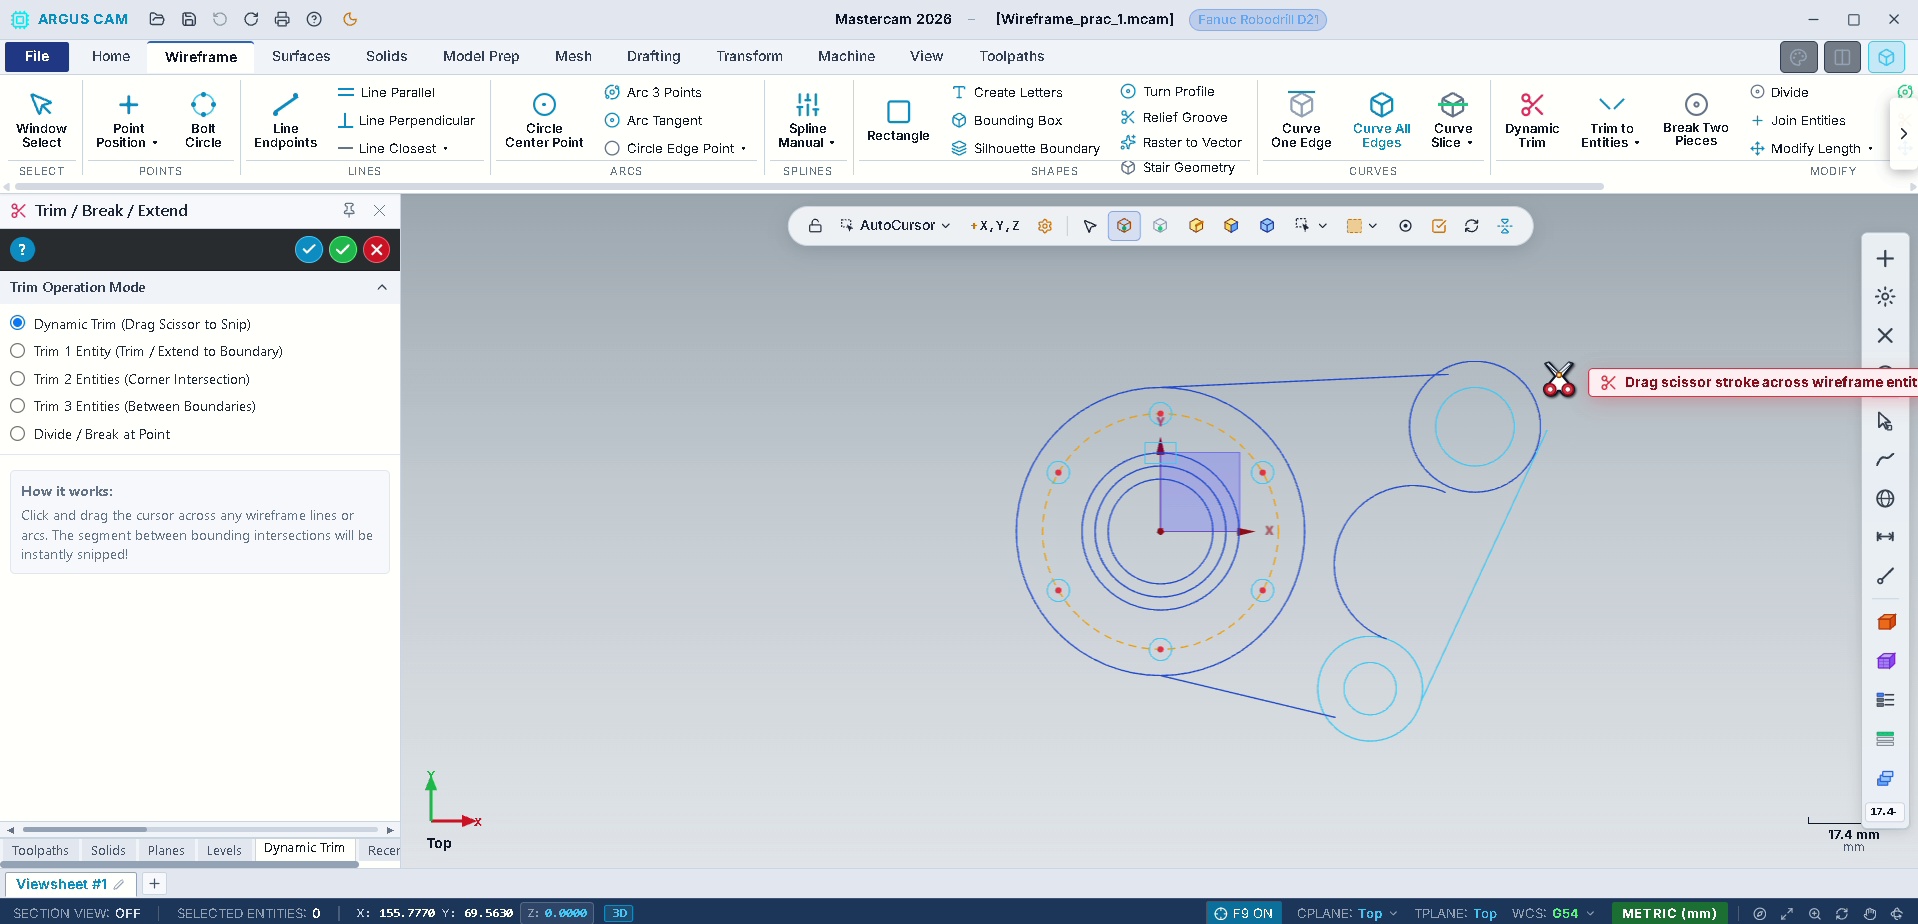 ARGUS CAM
Mastercam 2026 – [Wireframe_prac_1.mcam] Fanuc Robodrill D21
File Home Wireframe Surfaces Solids Model Prep Mesh Drafting Transform Machine View Toolpaths
Window Select
SELECT
Point Position
Bolt Circle
POINTS
Line Endpoints
Line Parallel
Line Perpendicular
Line Closest
LINES
Circle Center Point
Arc 3 Points
Arc Tangent
Circle Edge Point
ARCS
Spline Manual
SPLINES
Rectangle
Create Letters
Bounding Box
Silhouette Boundary
Turn Profile
Relief Groove
Raster to Vector
Stair Geometry
SHAPES
Curve One Edge
Curve All Edges
Curve Slice
CURVES
Dynamic Trim
Trim to Entities
Break Two Pieces
Divide
Join Entities
Modify Length
MODIFY
Trim / Break / Extend
?
Trim Operation Mode
Dynamic Trim (Drag Scissor to Snip)
Trim 1 Entity (Trim / Extend to Boundary)
Trim 2 Entities (Corner Intersection)
Trim 3 Entities (Between Boundaries)
Divide / Break at Point
How it works:
Click and drag the cursor across any wireframe lines or
arcs. The segment between bounding intersections will be
instantly snipped!
AutoCursor
+X,Y,Z
Drag scissor stroke across wireframe entit
Y
X
Y
X
Top
17.4-
17.4 mm
mm
Toolpaths Solids Planes Levels Dynamic Trim Recer
Viewsheet #1
+
SECTION VIEW: OFF SELECTED ENTITIES: 0 X: 155.7770 Y: 69.5630 Z: 0.0000 3D F9 ON CPLANE: Top TPLANE: Top WCS: G54 METRIC (mm)